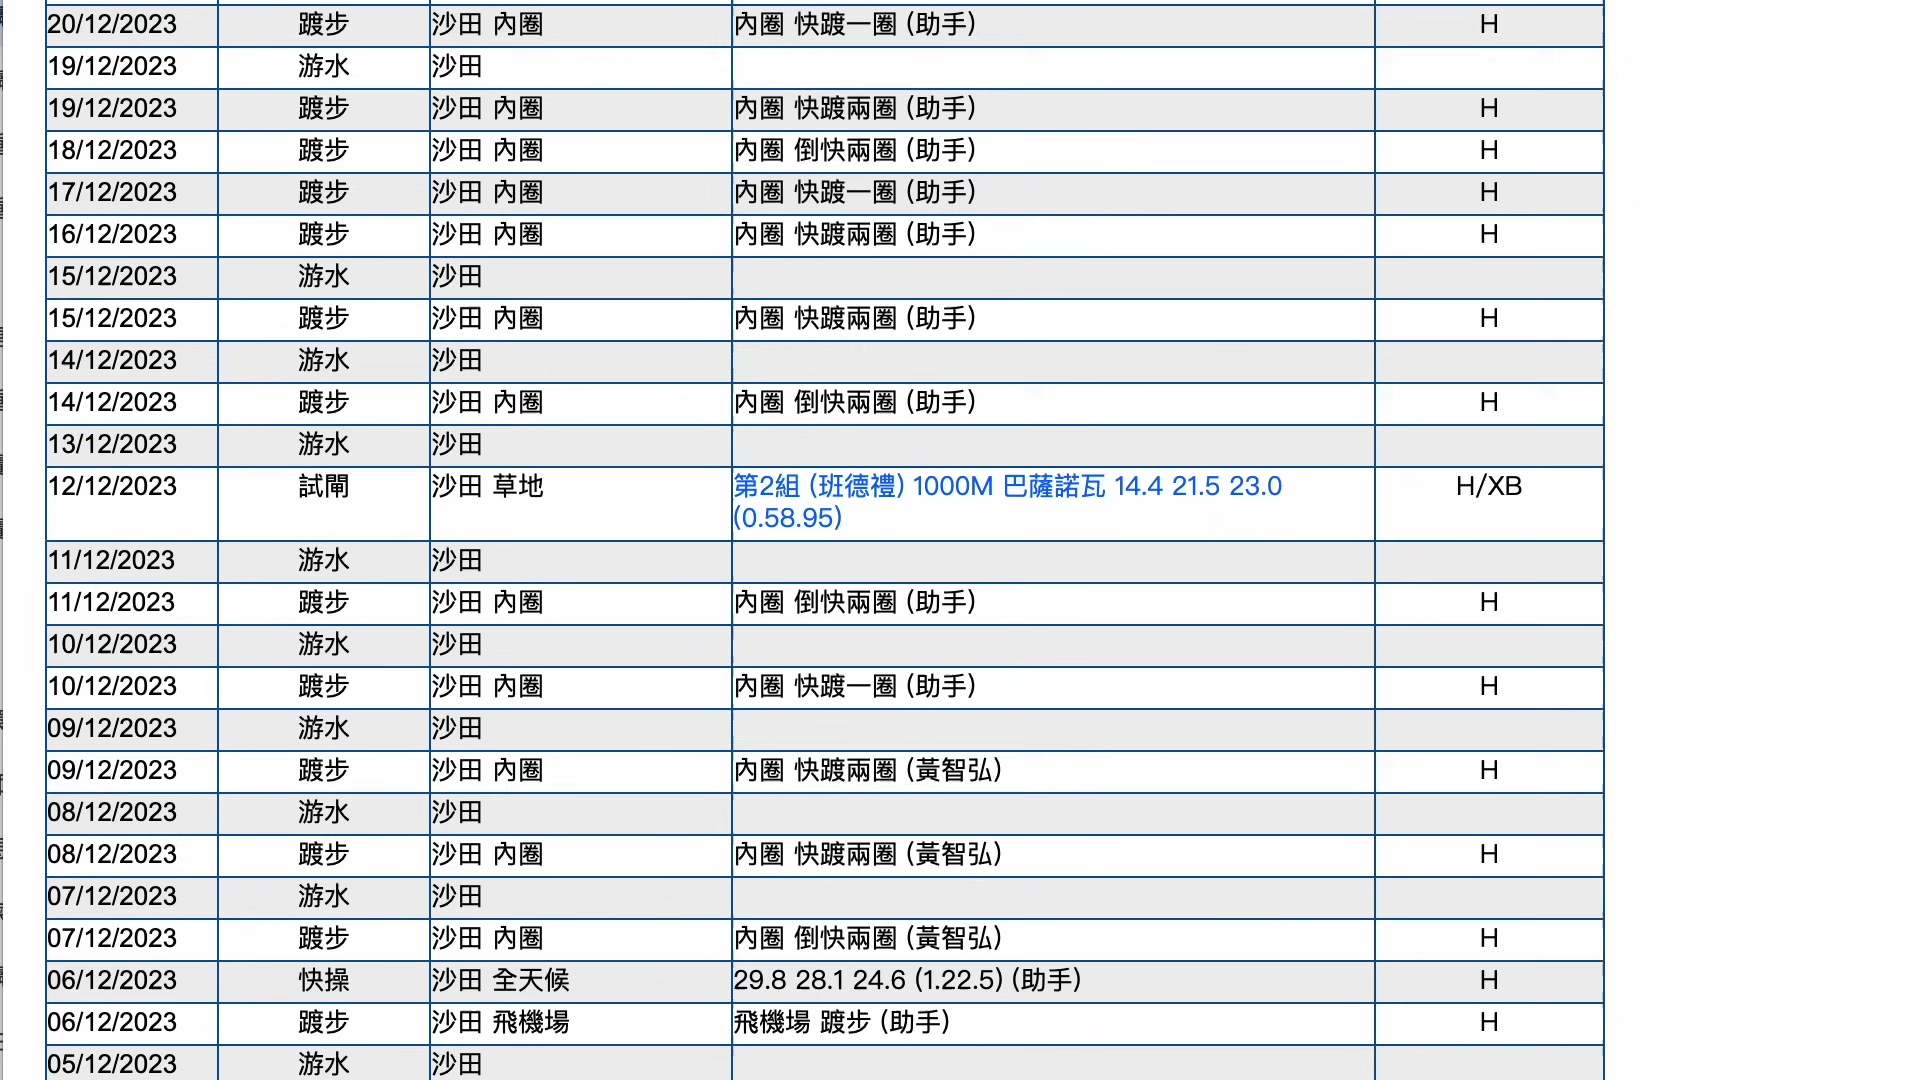 20/12/2023 踱步 沙田 內圈 內圈 快踱一圈 (助手) H
19/12/2023 游水 沙田
19/12/2023 踱步 沙田 內圈 內圈 快踱兩圈 (助手) H
18/12/2023 踱步 沙田 內圈 內圈 倒快兩圈 (助手) H
17/12/2023 踱步 沙田 內圈 內圈 快踱一圈 (助手) H
16/12/2023 踱步 沙田 內圈 內圈 快踱兩圈 (助手) H
15/12/2023 游水 沙田
15/12/2023 踱步 沙田 內圈 內圈 快踱兩圈 (助手) H
14/12/2023 游水 沙田
14/12/2023 踱步 沙田 內圈 內圈 倒快兩圈 (助手) H
13/12/2023 游水 沙田
12/12/2023 試閘 沙田 草地 第2組 (班德禮) 1000M 巴薩諾瓦 14.4 21.5 23.0 H/XB
(0.58.95)
11/12/2023 游水 沙田
11/12/2023 踱步 沙田 內圈 內圈 倒快兩圈 (助手) H
10/12/2023 游水 沙田
10/12/2023 踱步 沙田 內圈 內圈 快踱一圈 (助手) H
09/12/2023 游水 沙田
09/12/2023 踱步 沙田 內圈 內圈 快踱兩圈 (黃智弘) H
08/12/2023 游水 沙田
08/12/2023 踱步 沙田 內圈 內圈 快踱兩圈 (黃智弘) H
07/12/2023 游水 沙田
07/12/2023 踱步 沙田 內圈 內圈 倒快兩圈 (黃智弘) H
06/12/2023 快操 沙田 全天候 29.8 28.1 24.6 (1.22.5) (助手) H
06/12/2023 踱步 沙田 飛機場 飛機場 踱步 (助手) H
05/12/2023 游水 沙田